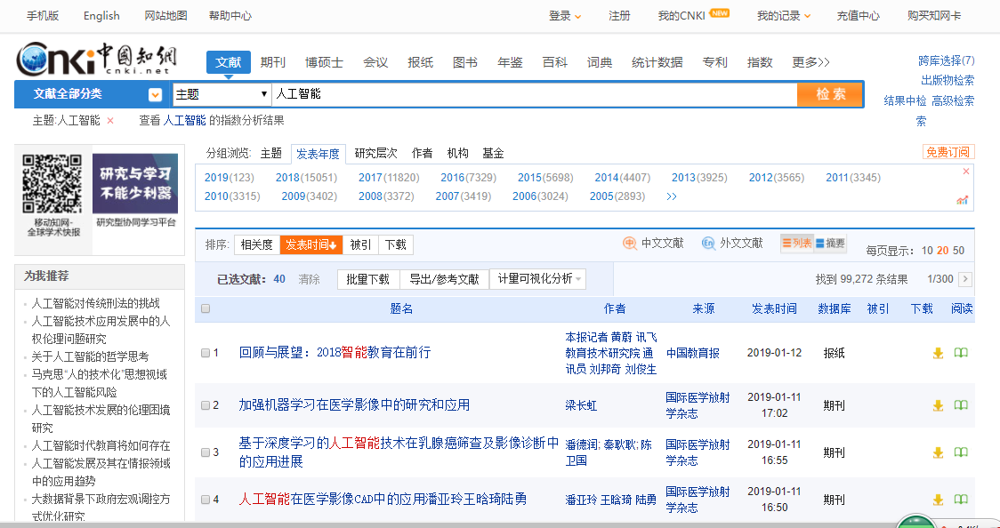 手机版 English 网站地图 帮助中心 登录 注册 我的CNKI NEW 我的记录 充值中心 购买知网卡
Cnki 中国知網 cnki.net
文献 期刊 博硕士 会议 报纸 图书 年鉴 百科 词典 统计数据 专利 指数 更多>>
跨库选择(7)
出版物检索
结果中检 高级检索
索
文献全部分类 主题 人工智能 检索
主题:人工智能 × 查看 人工智能 的指数分析结果
研究与学习
不能少利器
移动知网-
全球学术快报
研究型协同学习平台
分组浏览: 主题 发表年度 研究层次 作者 机构 基金 免费订阅
2019(123) 2018(15051) 2017(11820) 2016(7329) 2015(5698) 2014(4407) 2013(3925) 2012(3565) 2011(3345) ×
2010(3315) 2009(3402) 2008(3372) 2007(3419) 2006(3024) 2005(2893) >>
排序: 相关度 发表时间↓ 被引 下载 中 中文文献 En 外文文献 列表 摘要 每页显示: 10 20 50
已选文献: 40 清除 批量下载 导出/参考文献 计量可视化分析 找到 99,272 条结果 1/300 >
题名 作者 来源 发表时间 数据库 被引 下载 阅读
1 回顾与展望：2018智能教育在前行
本报记者 黄蔚 讯飞
教育技术研究院 通
讯员 刘邦奇 刘俊生
中国教育报 2019-01-12 报纸
2 加强机器学习在医学影像中的研究和应用 梁长虹
国际医学放射
学杂志
2019-01-11
17:02
期刊
3 基于深度学习的人工智能技术在乳腺癌筛查及影像诊断中
的应用进展
潘德润; 秦耿耿; 陈
卫国
国际医学放射
学杂志
2019-01-11
16:55
期刊
4 人工智能在医学影像CAD中的应用潘亚玲王晗琦陆勇 潘亚玲 王晗琦 陆勇
国际医学放射
学杂志
2019-01-11
16:50
期刊
为我推荐
人工智能对传统刑法的挑战
人工智能技术应用发展中的人
权伦理问题研究
关于人工智能的哲学思考
马克思“人的技术化”思想视域
下的人工智能风险
人工智能技术发展的伦理困境
研究
人工智能时代教育将如何存在
人工智能发展及其在情报领域
中的应用趋势
大数据背景下政府宏观调控方
式优化研究